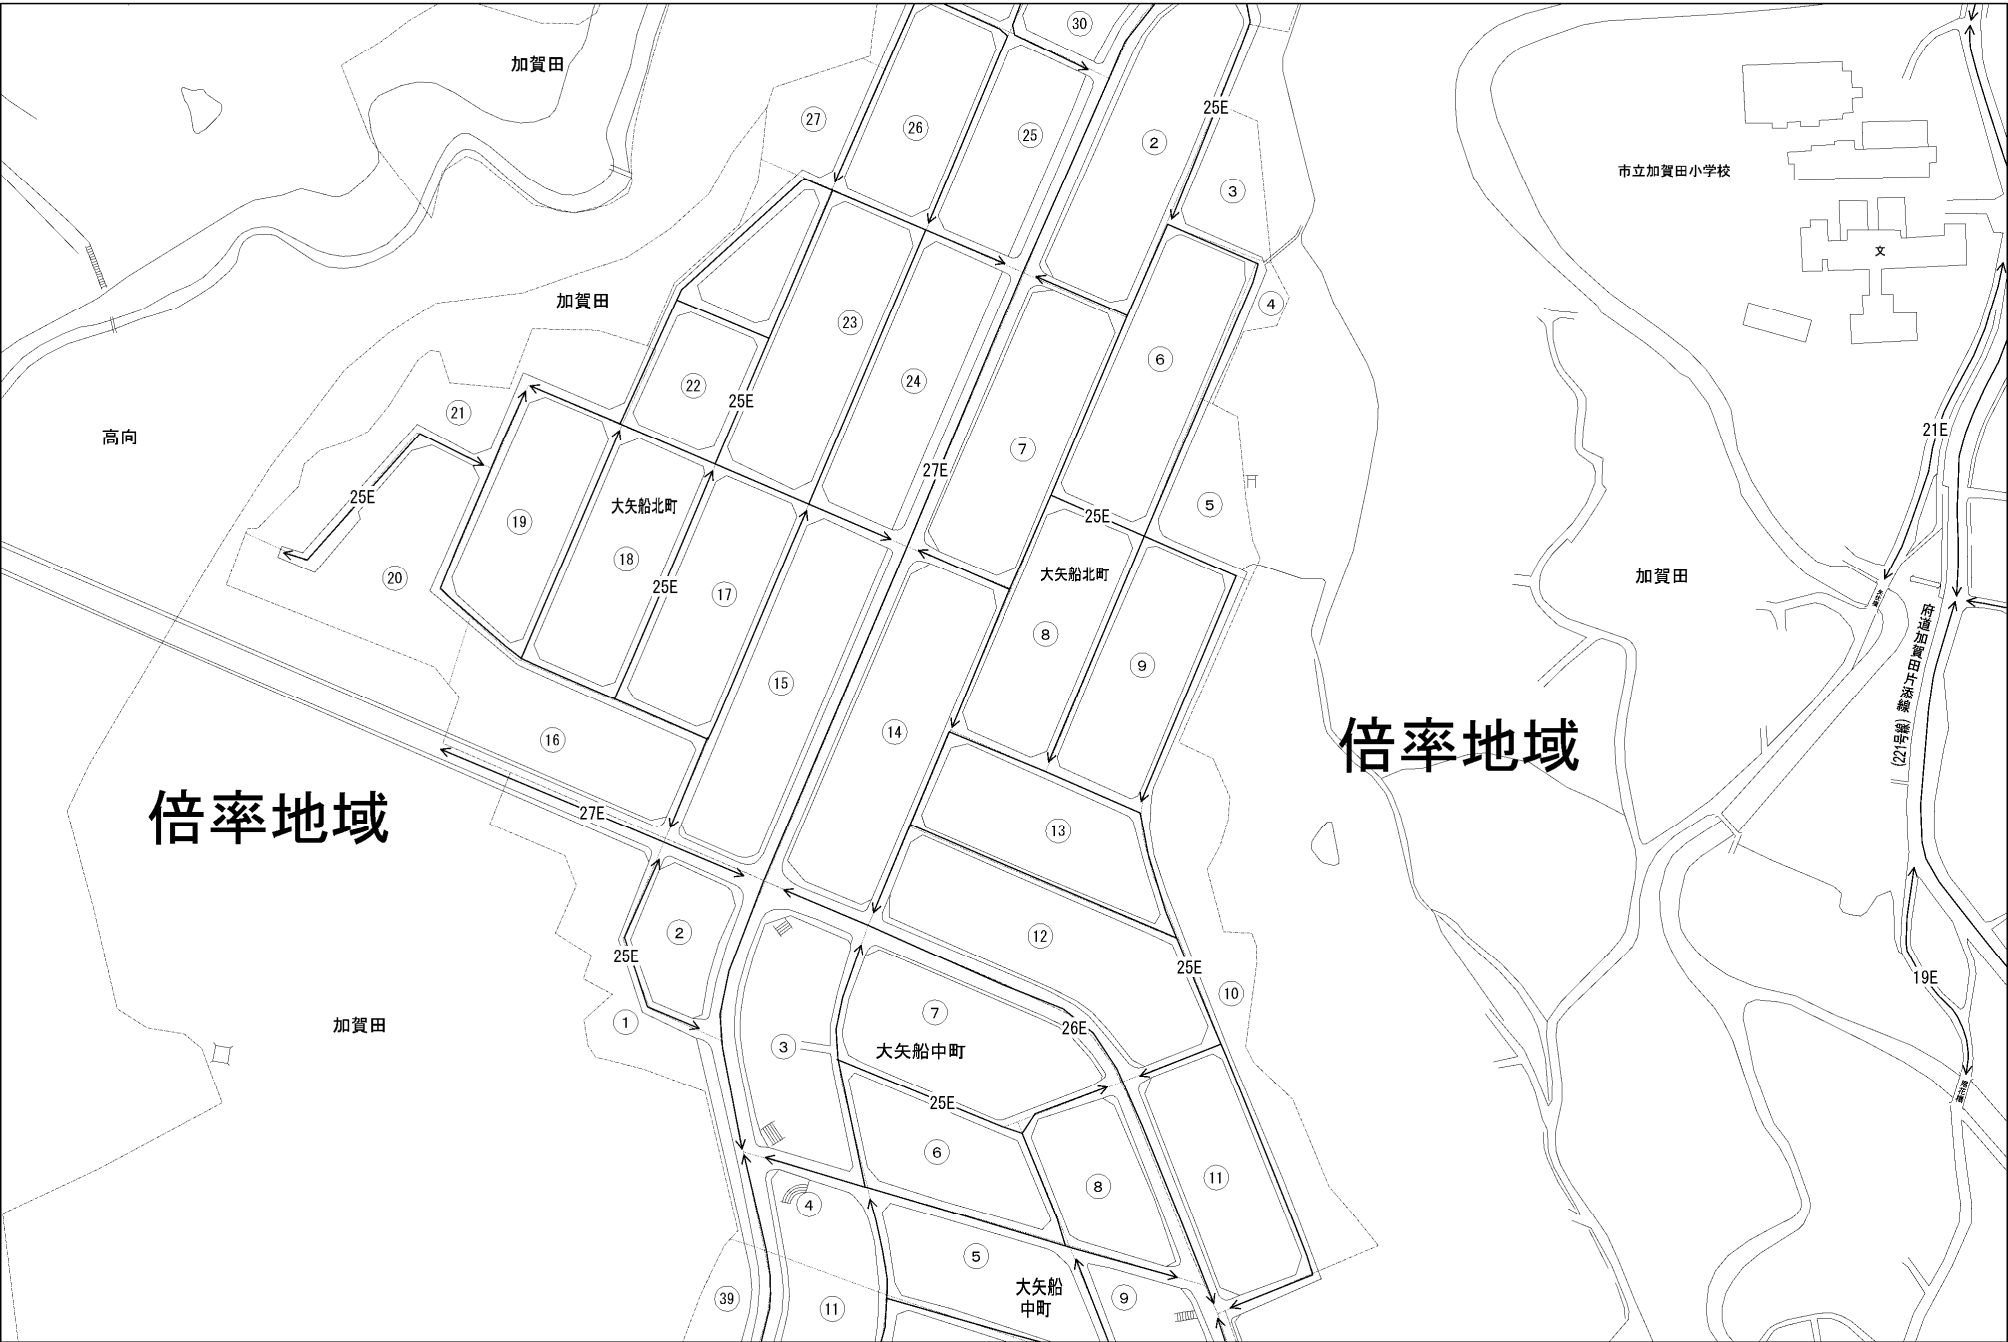 30
加賀田
25E
27
26
25
2
3
市立加賀田小学校
文
加賀田
4
23
6
24
22
25E
21
21E
高向
7
27E
25E
大矢船北町
5
25E
19
18
20
25E
17
大矢船北町
加賀田
8
9
15
府道加賀田片添線
(221号線)
14
16
倍率地域
倍率地域
27E
13
2
12
25E
25E
10
19E
7
1
加賀田
26E
3
大矢船中町
25E
6
11
8
4
5
大矢船
中町
39
11
9